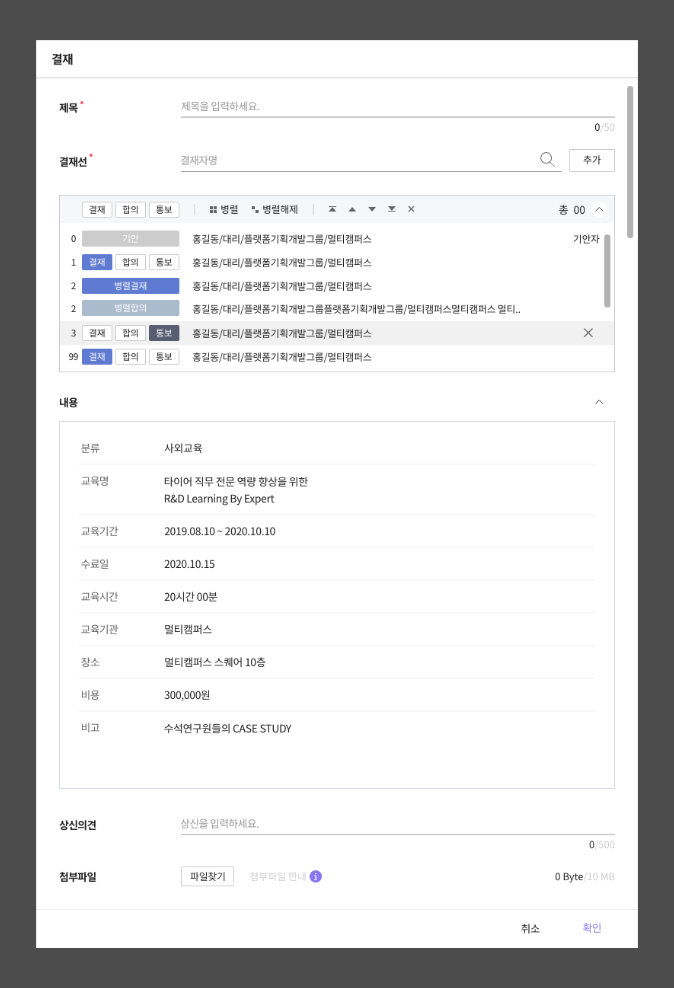 결재
제목 *
제목을 입력하세요.
0/50
결재선 *
결재자명
추가
결재 합의 통보 병렬 병렬해제 총 00
0 기안 홍길동/대리/플랫폼기획개발그룹/멀티캠퍼스 기안자
1 결재 합의 통보 홍길동/대리/플랫폼기획개발그룹/멀티캠퍼스
2 병렬결재 홍길동/대리/플랫폼기획개발그룹/멀티캠퍼스
2 병렬합의 홍길동/대리/플랫폼기획개발그룹플랫폼기획개발그룹/멀티캠퍼스멀티캠퍼스 멀티..
3 결재 합의 통보 홍길동/대리/플랫폼기획개발그룹/멀티캠퍼스
99 결재 합의 통보 홍길동/대리/플랫폼기획개발그룹/멀티캠퍼스
내용
분류 사외교육
교육명 타이어 직무 전문 역량 향상을 위한
R&D Learning By Expert
교육기간 2019.08.10 ~ 2020.10.10
수료일 2020.10.15
교육시간 20시간 00분
교육기관 멀티캠퍼스
장소 멀티캠퍼스 스퀘어 10층
비용 300,000원
비고 수석연구원들의 CASE STUDY
상신의견 상신을 입력하세요.
0/500
첨부파일 파일찾기 첨부파일 안내 i 0 Byte/10 MB
취소 확인